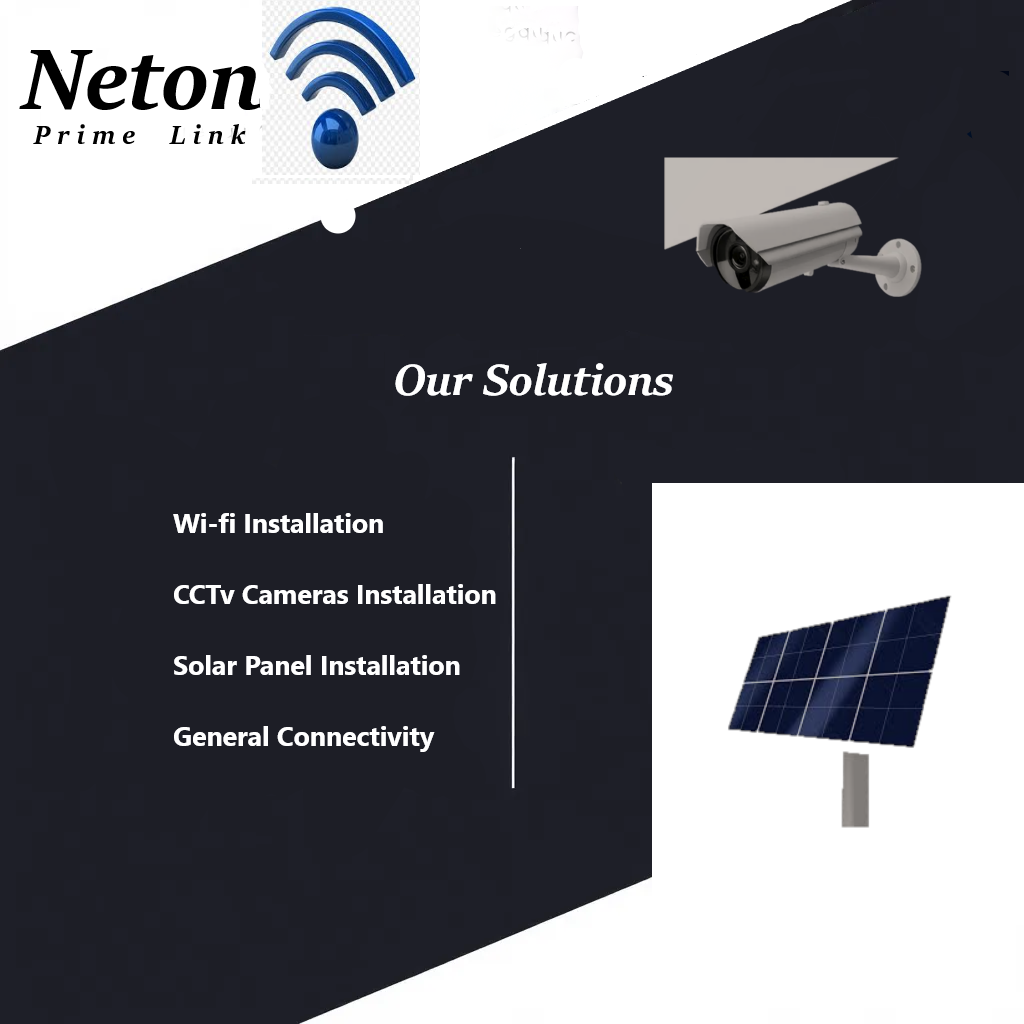 Neton
Prime Link
Our Solutions
Wi-fi Installation
CCTv Cameras Installation
Solar Panel Installation
General Connectivity